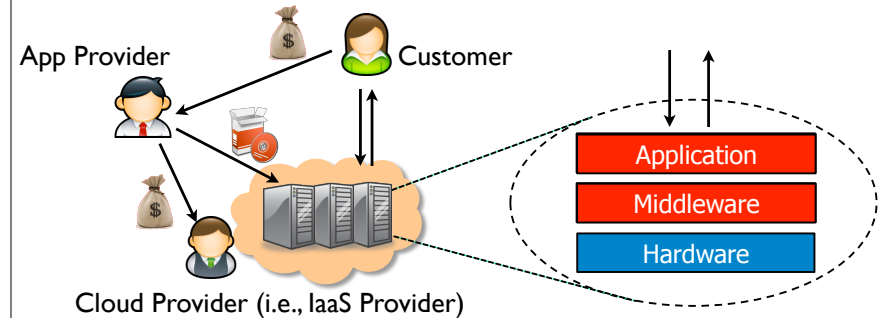 App Provider
$
Customer
$
Application
Middleware
Hardware
Cloud Provider (i.e., IaaS Provider)